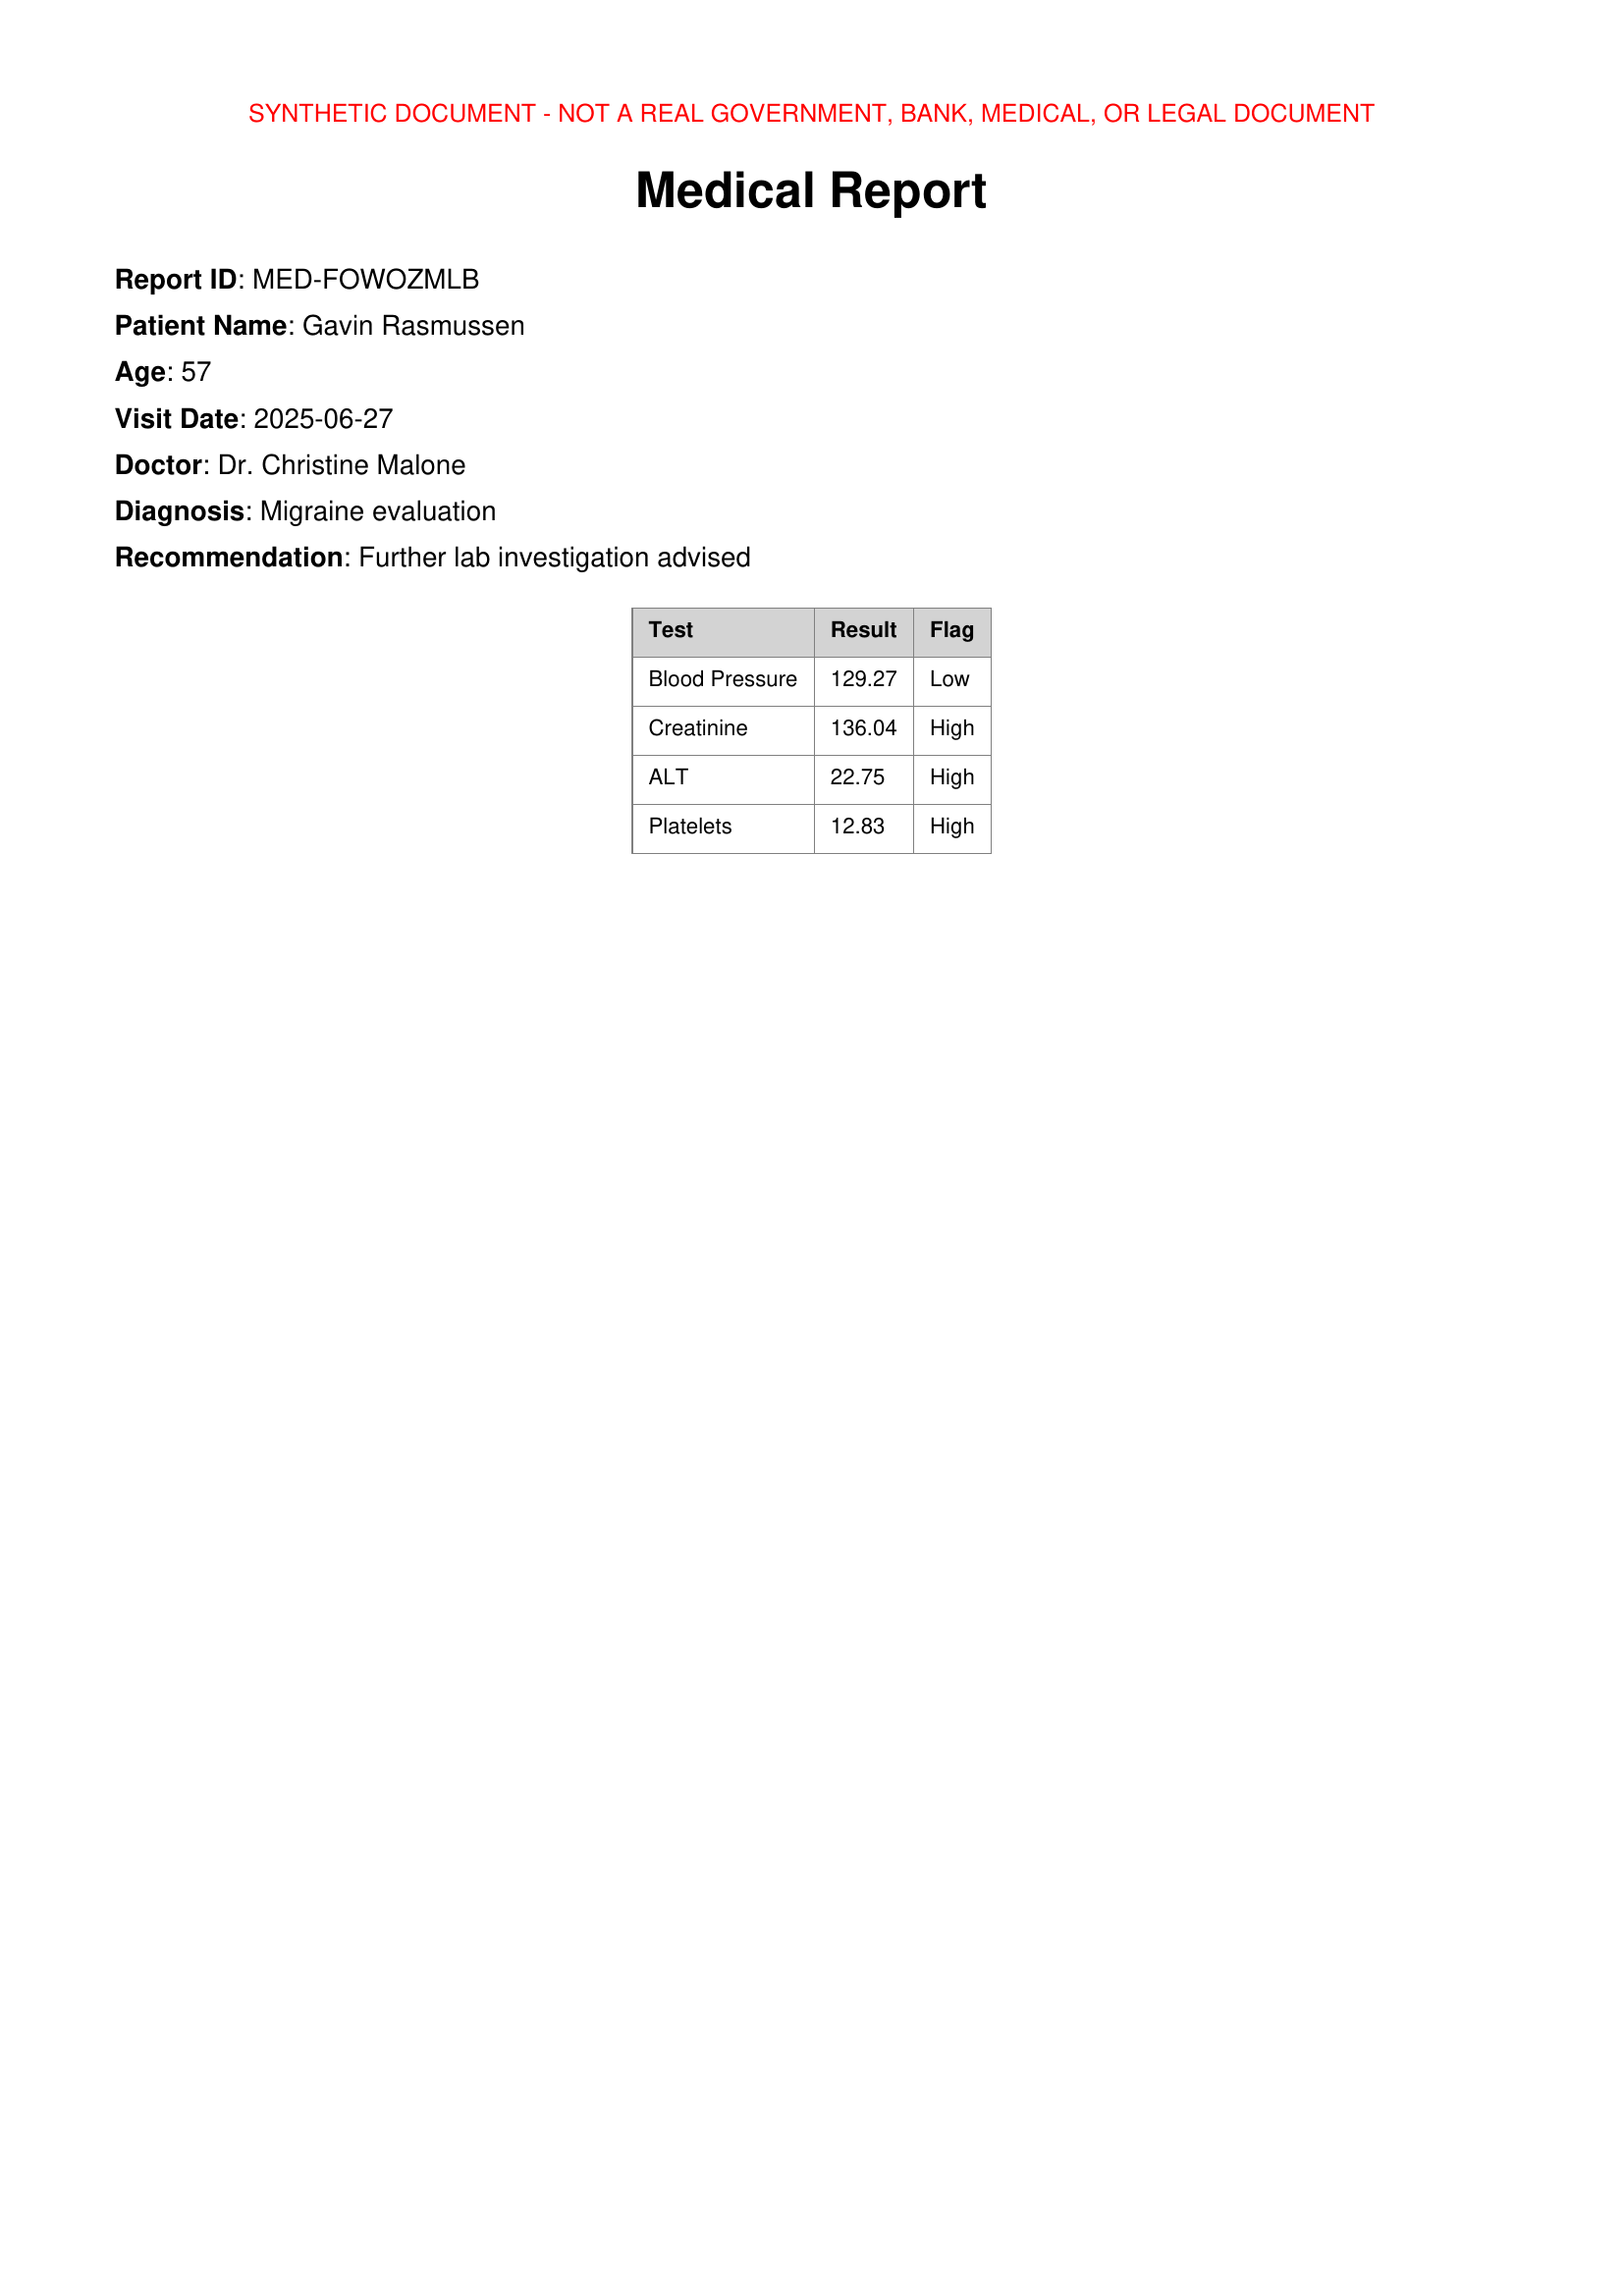 SYNTHETIC DOCUMENT - NOT A REAL GOVERNMENT, BANK, MEDICAL, OR LEGAL DOCUMENT
Medical Report
Report ID: MED-FOWOZMLB
Patient Name: Gavin Rasmussen
Age: 57
Visit Date: 2025-06-27
Doctor: Dr. Christine Malone
Diagnosis: Migraine evaluation
Recommendation: Further lab investigation advised
Test Result Flag
Blood Pressure 129.27 Low
Creatinine 136.04 High
ALT 22.75 High
Platelets 12.83 High